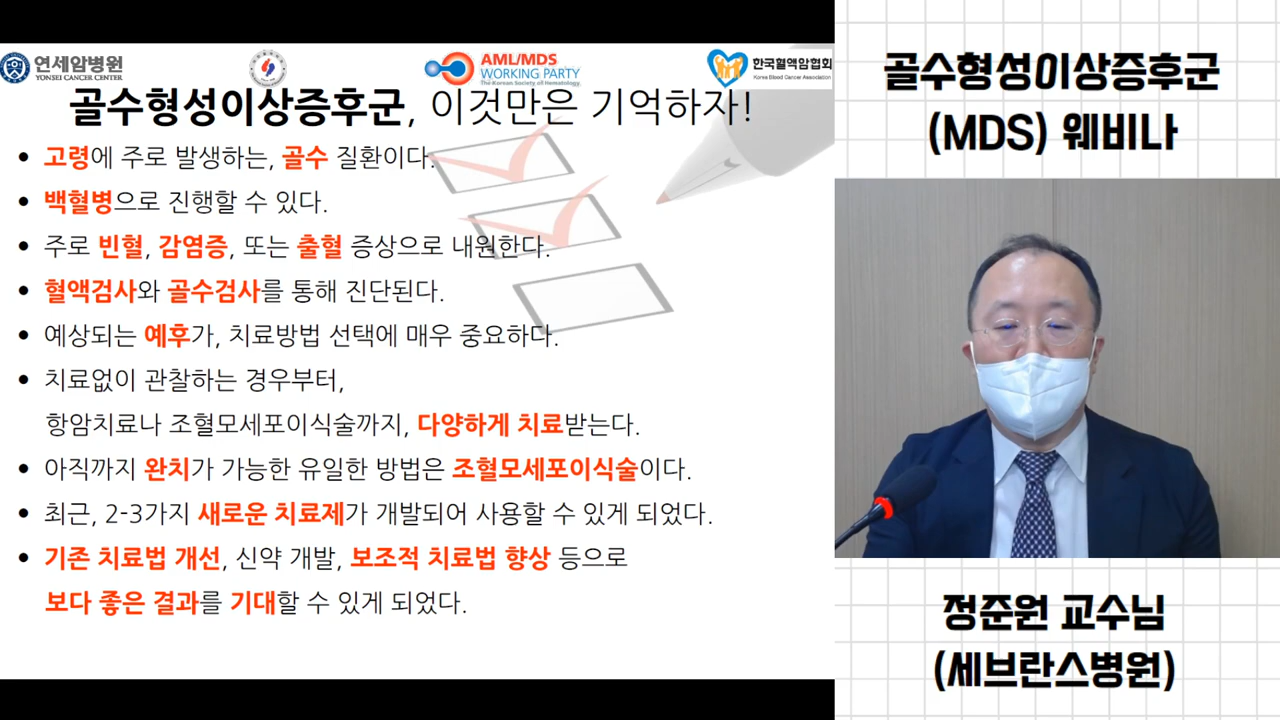 연세암병원
YONSEI CANCER CENTER
AML/MDS
WORKING PARTY
The Korean Society of Hematology
한국혈액암협회
Korea Blood Cancer Association
골수형성이상증후군, 이것만은 기억하자!
• 고령에 주로 발생하는, 골수 질환이다.
• 백혈병으로 진행할 수 있다.
• 주로 빈혈, 감염증, 또는 출혈 증상으로 내원한다.
• 혈액검사와 골수검사를 통해 진단된다.
• 예상되는 예후가, 치료방법 선택에 매우 중요하다.
• 치료없이 관찰하는 경우부터,
항암치료나 조혈모세포이식술까지, 다양하게 치료받는다.
• 아직까지 완치가 가능한 유일한 방법은 조혈모세포이식술이다.
• 최근, 2-3가지 새로운 치료제가 개발되어 사용할 수 있게 되었다.
• 기존 치료법 개선, 신약 개발, 보조적 치료법 향상 등으로
보다 좋은 결과를 기대할 수 있게 되었다.
골수형성이상증후군
(MDS) 웨비나
정준원 교수님
(세브란스병원)